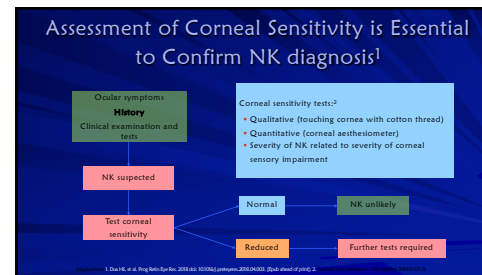 Assessment of Corneal Sensitivity is Essential
to Confirm NK diagnosis¹
Ocular symptoms
History
Clinical examination and
tests
NK suspected
Test corneal
sensitivity
Corneal sensitivity tests:²
• Qualitative (touching cornea with cotton thread)
• Quantitative (corneal aesthesiometer)
• Severity of NK related to severity of corneal
sensory impairment
Normal
NK unlikely
Reduced
Further tests required
1. Dua HS, et al. Prog Retin Eye Res. 2018 doi: 10.1016/j.preteyeres.2018.04.003. [Epub ahead of print]; 2.